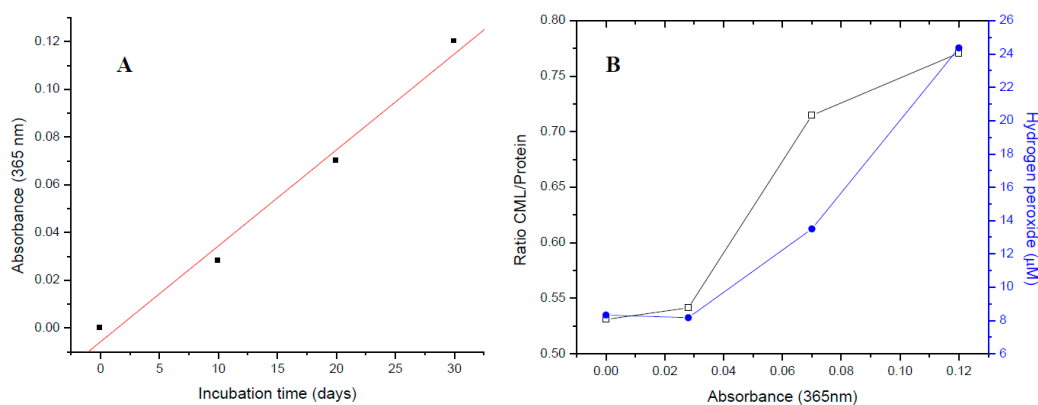 A
Absorbance (365 nm)
0.12
0.10
0.08
0.06
0.04
0.02
0.00
0 5 10 15 20 25 30
Incubation time (days)
B
Ratio CML/Protein
0.80
0.75
0.70
0.65
0.60
0.55
0.50
0.00 0.02 0.04 0.06 0.08 0.10 0.12
Absorbance (365nm)
26
24
22
20
18
16
14
12
10
8
6
Hydrogen peroxide (µM)